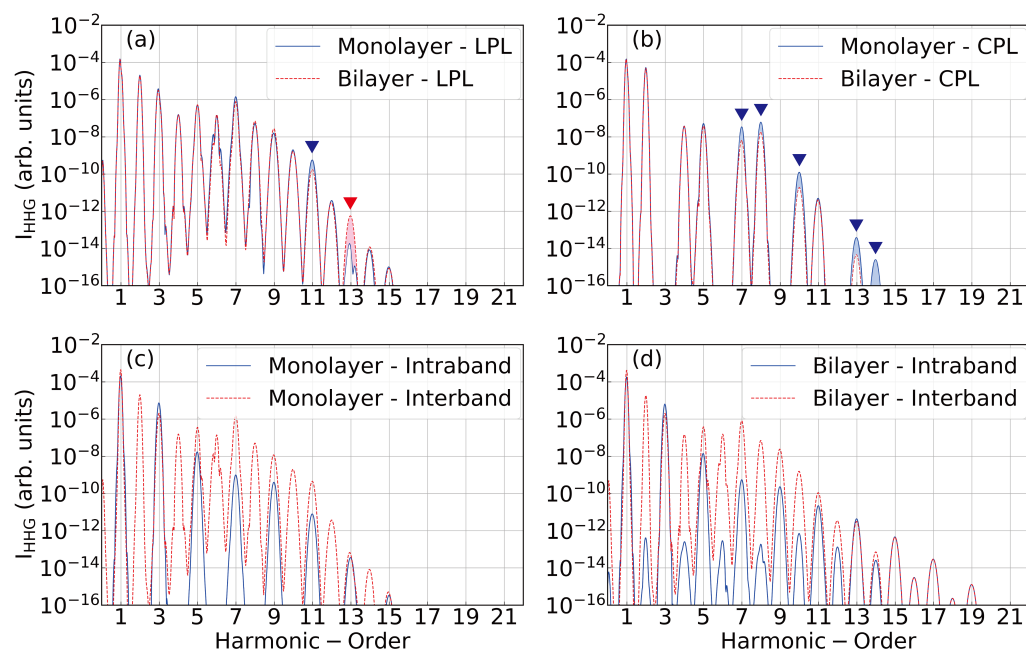 (a)
Monolayer - LPL
Bilayer - LPL
I_HHG (arb. units)
10^−2
10^−4
10^−6
10^−8
10^−10
10^−12
10^−14
10^−16
1 3 5 7 9 11 13 15 17 19 21
(b)
Monolayer - CPL
Bilayer - CPL
10^−2
10^−4
10^−6
10^−8
10^−10
10^−12
10^−14
10^−16
1 3 5 7 9 11 13 15 17 19 21
(c)
Monolayer - Intraband
Monolayer - Interband
I_HHG (arb. units)
10^−2
10^−4
10^−6
10^−8
10^−10
10^−12
10^−14
10^−16
1 3 5 7 9 11 13 15 17 19 21
Harmonic − Order
(d)
Bilayer - Intraband
Bilayer - Interband
10^−2
10^−4
10^−6
10^−8
10^−10
10^−12
10^−14
10^−16
1 3 5 7 9 11 13 15 17 19 21
Harmonic − Order